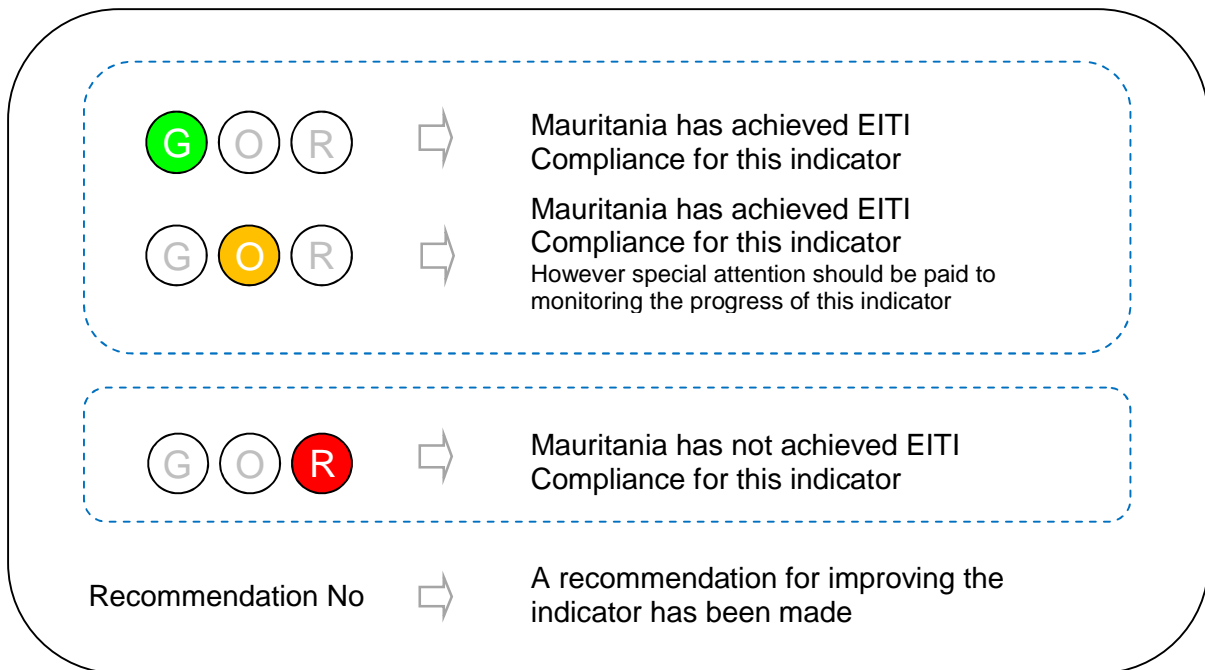 G O R
Mauritania has achieved EITI
Compliance for this indicator
G O R
Mauritania has achieved EITI
Compliance for this indicator
However special attention should be paid to
monitoring the progress of this indicator
G O R
Mauritania has not achieved EITI
Compliance for this indicator
Recommendation No
A recommendation for improving the
indicator has been made